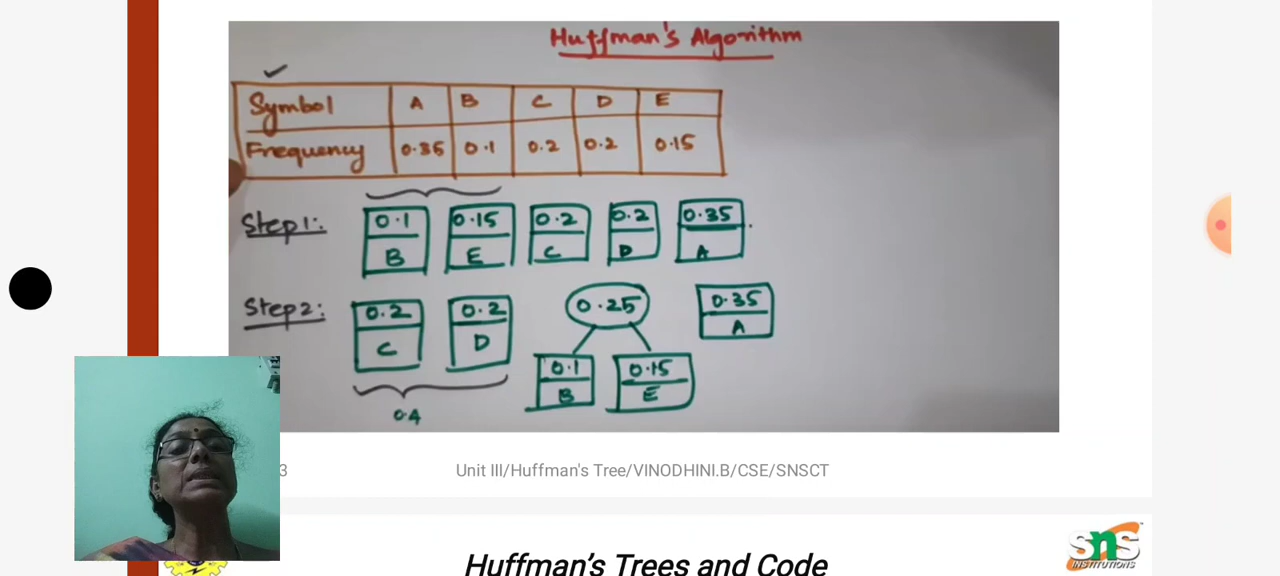 Huffman's Algorithm
Symbol A B C D E
Frequency 0.35 0.1 0.2 0.2 0.15
Step1: 0.1 0.15 0.2 0.2 0.35
B E C D A
Step2: 0.2 0.2 0.25 0.35
C D A
0.1 0.15
B E
0.4
3 Unit III/Huffman's Tree/VINODHINI.B/CSE/SNSCT
Huffman's Trees and Code
sns
INSTITUTIONS